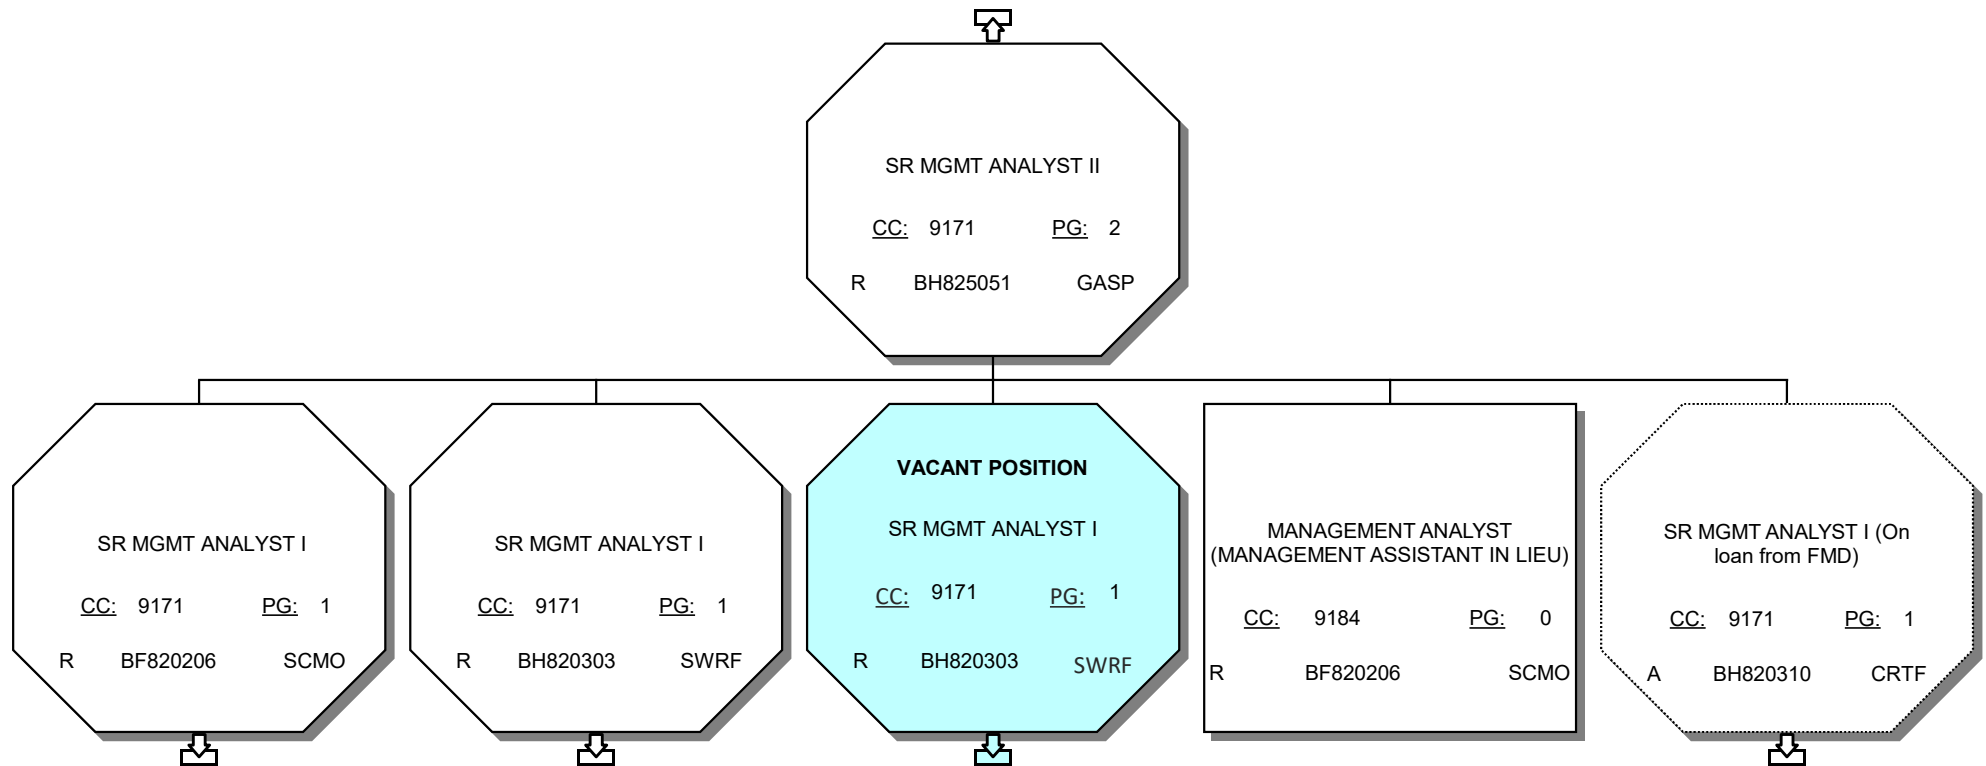 SR MGMT ANALYST II
CC: 9171 PG: 2
R BH825051 GASP
SR MGMT ANALYST I
CC: 9171 PG: 1
R BF820206 SCMO
SR MGMT ANALYST I
CC: 9171 PG: 1
R BH820303 SWRF
VACANT POSITION
SR MGMT ANALYST I
CC: 9171 PG: 1
R BH820303 SWRF
MANAGEMENT ANALYST
(MANAGEMENT ASSISTANT IN LIEU)
CC: 9184 PG: 0
R BF820206 SCMO
SR MGMT ANALYST I (On
loan from FMD)
CC: 9171 PG: 1
A BH820310 CRTF